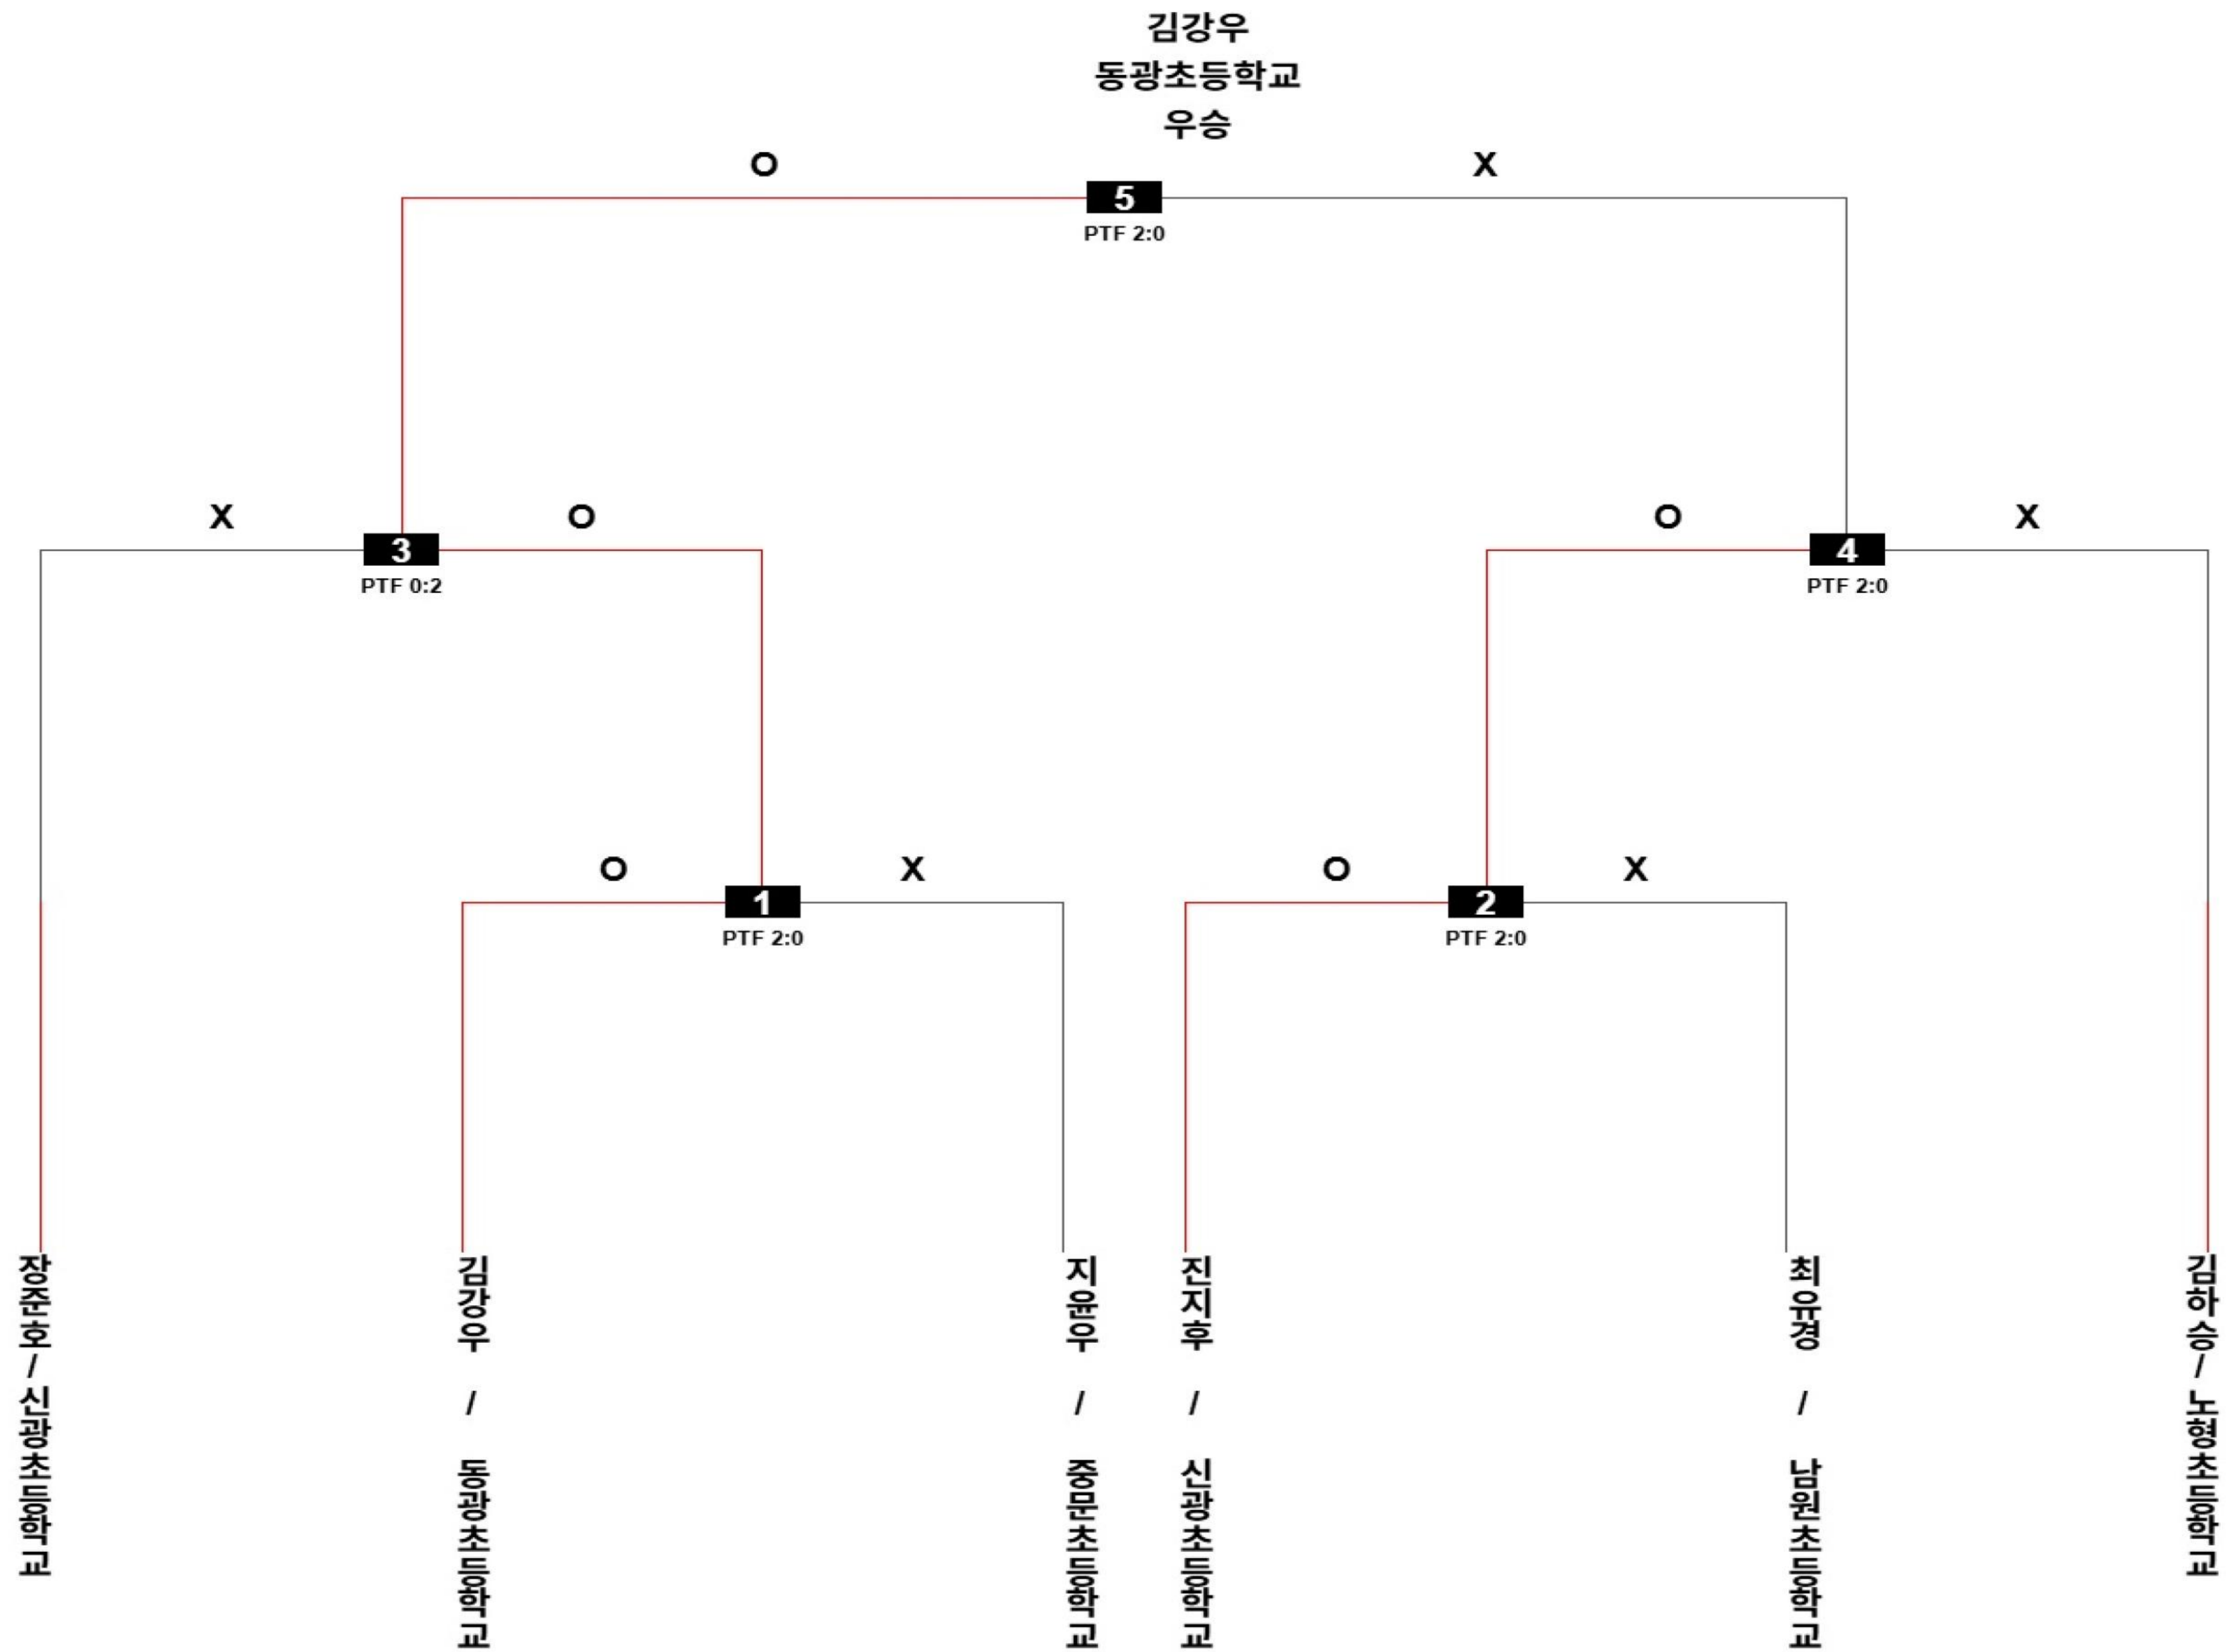 김강우
동광초등학교
우승
O
X
5
PTF 2:0
X
O
O
X
3
4
PTF 0:2
PTF 2:0
O
X
O
X
1
2
PTF 2:0
PTF 2:0
장준호 / 신광초등학교
김강우 / 동광초등학교
지윤우 / 중문초등학교
진지후 / 신광초등학교
최유경 / 남원초등학교
김하승 / 노형초등학교